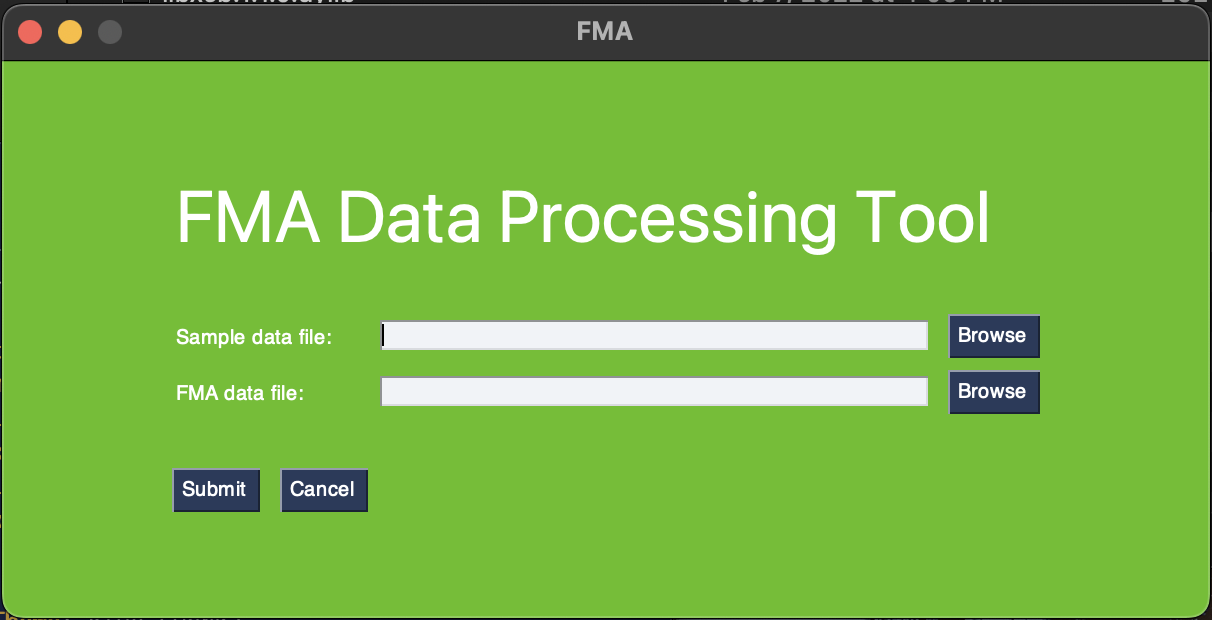 FMA
FMA Data Processing Tool
Sample data file:
Browse
FMA data file:
Browse
Submit
Cancel